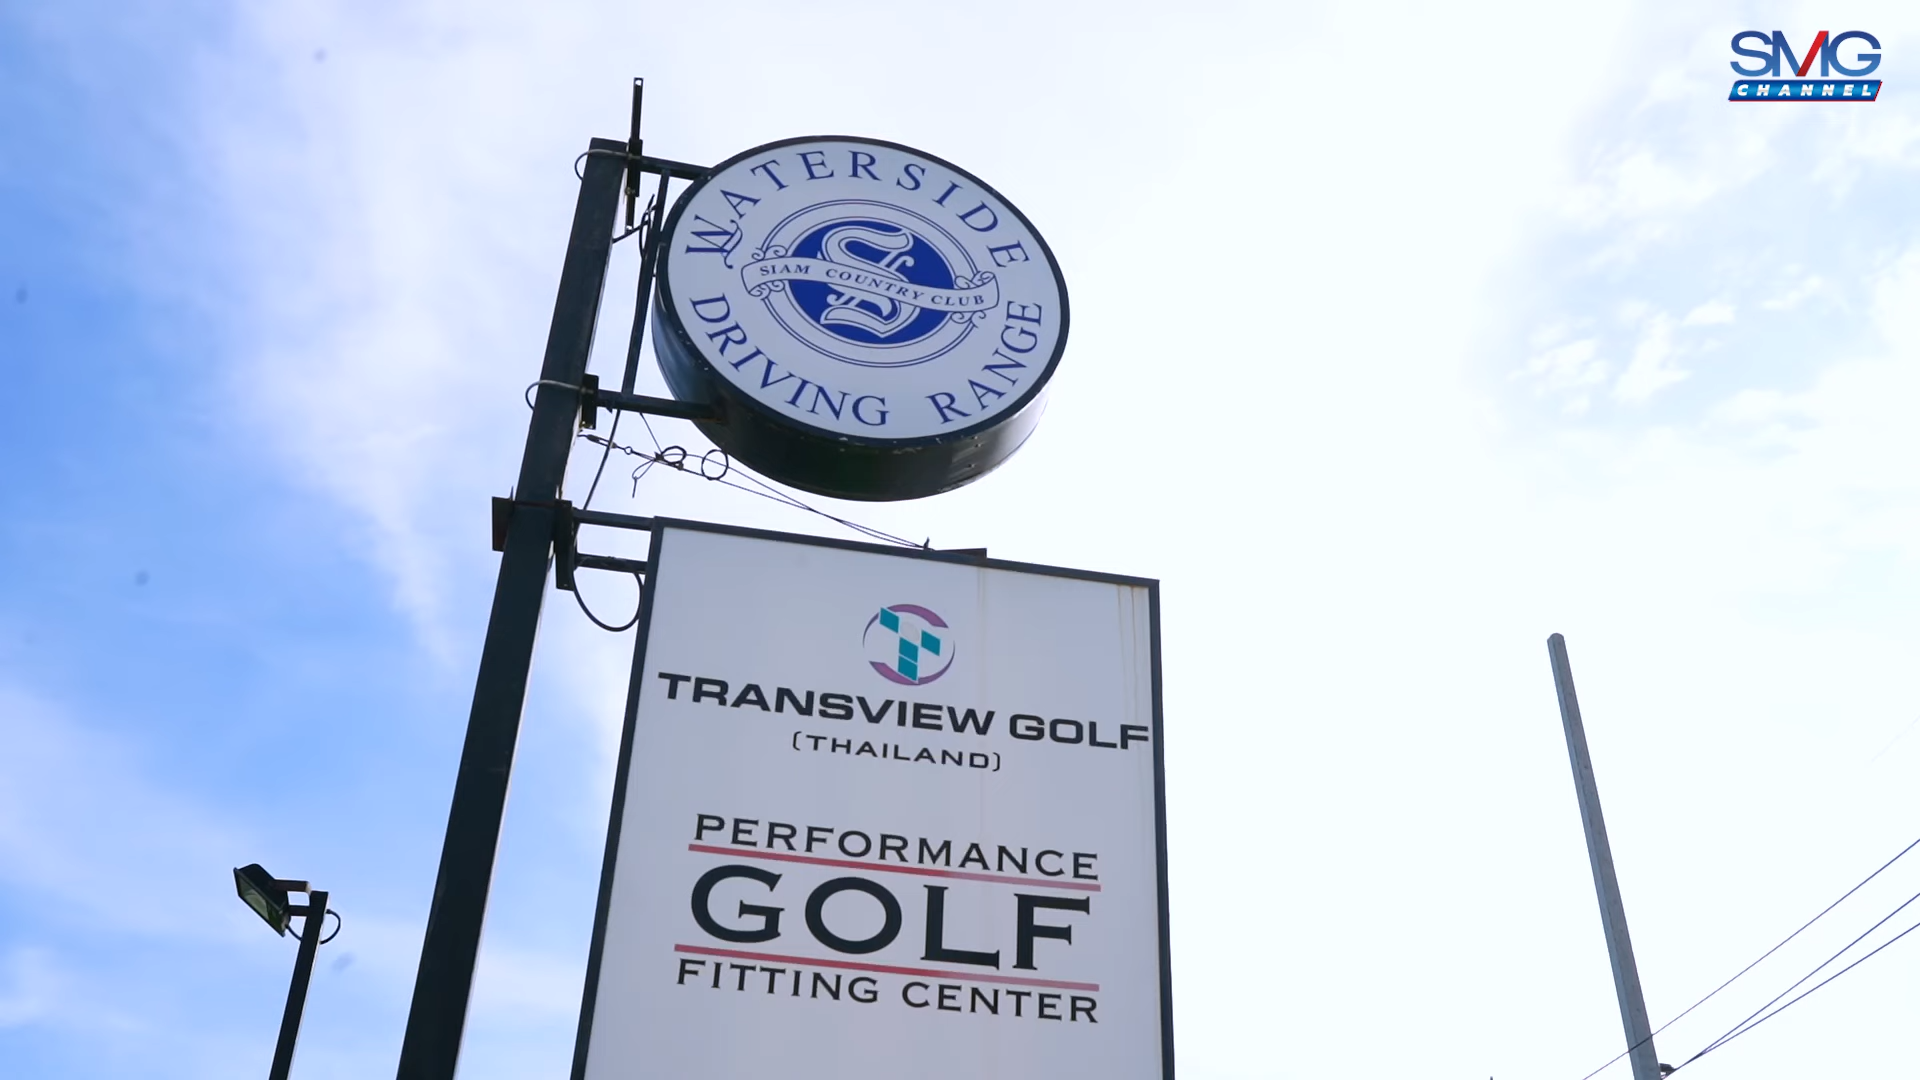 SMG
CHANNEL
WATERSIDE
SIAM COUNTRY CLUB
DRIVING RANGE
TRANSVIEW GOLF
(THAILAND)
PERFORMANCE
GOLF
FITTING CENTER